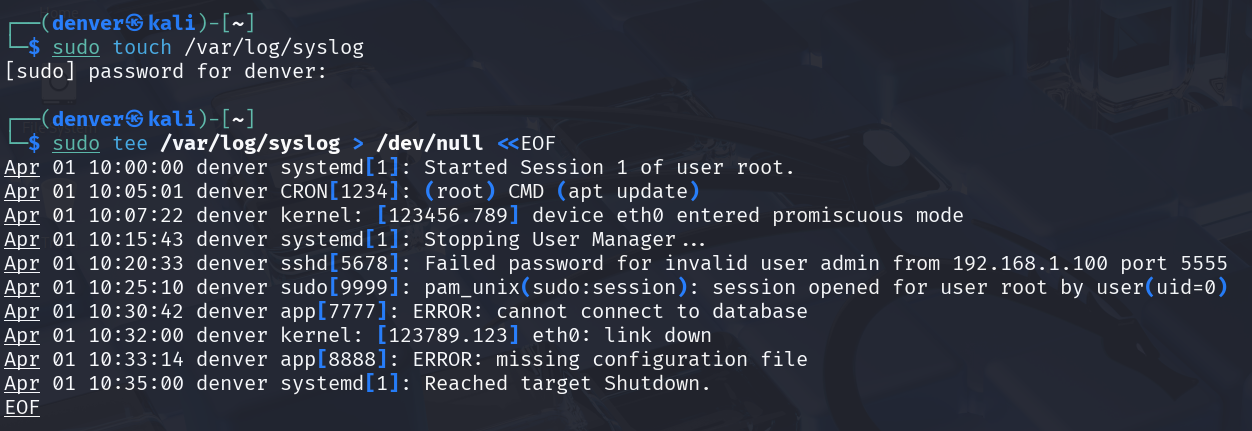 ┌──(denver㉿kali)-[~]
└─$ sudo touch /var/log/syslog
[sudo] password for denver:
┌──(denver㉿kali)-[~]
└─$ sudo tee /var/log/syslog > /dev/null <<EOF
Apr 01 10:00:00 denver systemd[1]: Started Session 1 of user root.
Apr 01 10:05:01 denver CRON[1234]: (root) CMD (apt update)
Apr 01 10:07:22 denver kernel: [123456.789] device eth0 entered promiscuous mode
Apr 01 10:15:43 denver systemd[1]: Stopping User Manager...
Apr 01 10:20:33 denver sshd[5678]: Failed password for invalid user admin from 192.168.1.100 port 5555
Apr 01 10:25:10 denver sudo[9999]: pam_unix(sudo:session): session opened for user root by user(uid=0)
Apr 01 10:30:42 denver app[7777]: ERROR: cannot connect to database
Apr 01 10:32:00 denver kernel: [123789.123] eth0: link down
Apr 01 10:33:14 denver app[8888]: ERROR: missing configuration file
Apr 01 10:35:00 denver systemd[1]: Reached target Shutdown.
EOF